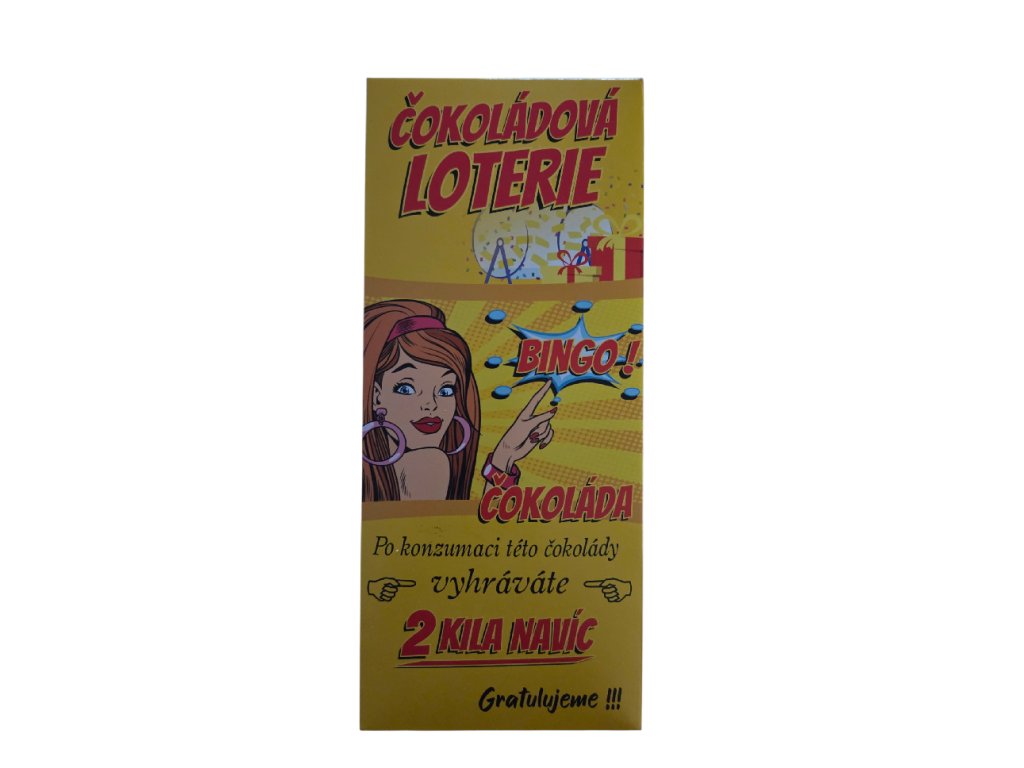 ČOKOLÁDOVÁ
LOTERIE
BINGO !
ČOKOLÁDA
Po konzumaci této čokolády
vyhráváte
2 KILA NAVÍC
Gratulujeme !!!